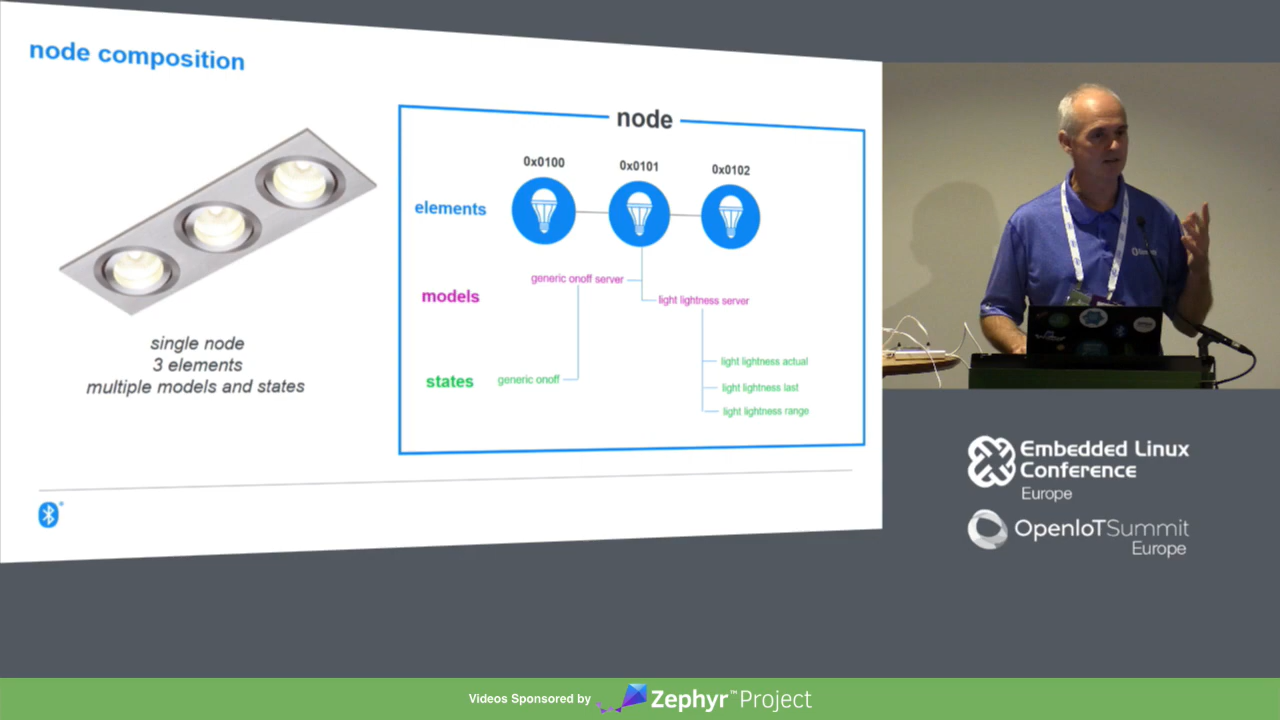 node composition
node
0x0100
0x0101
0x0102
elements
generic onoff server
models
light lightness server
single node
3 elements
multiple models and states
light lightness actual
states
generic onoff
light lightness last
light lightness range
Embedded Linux
Conference
Europe
OpenIoTSummit
Europe
Videos Sponsored by
Zephyr™Project